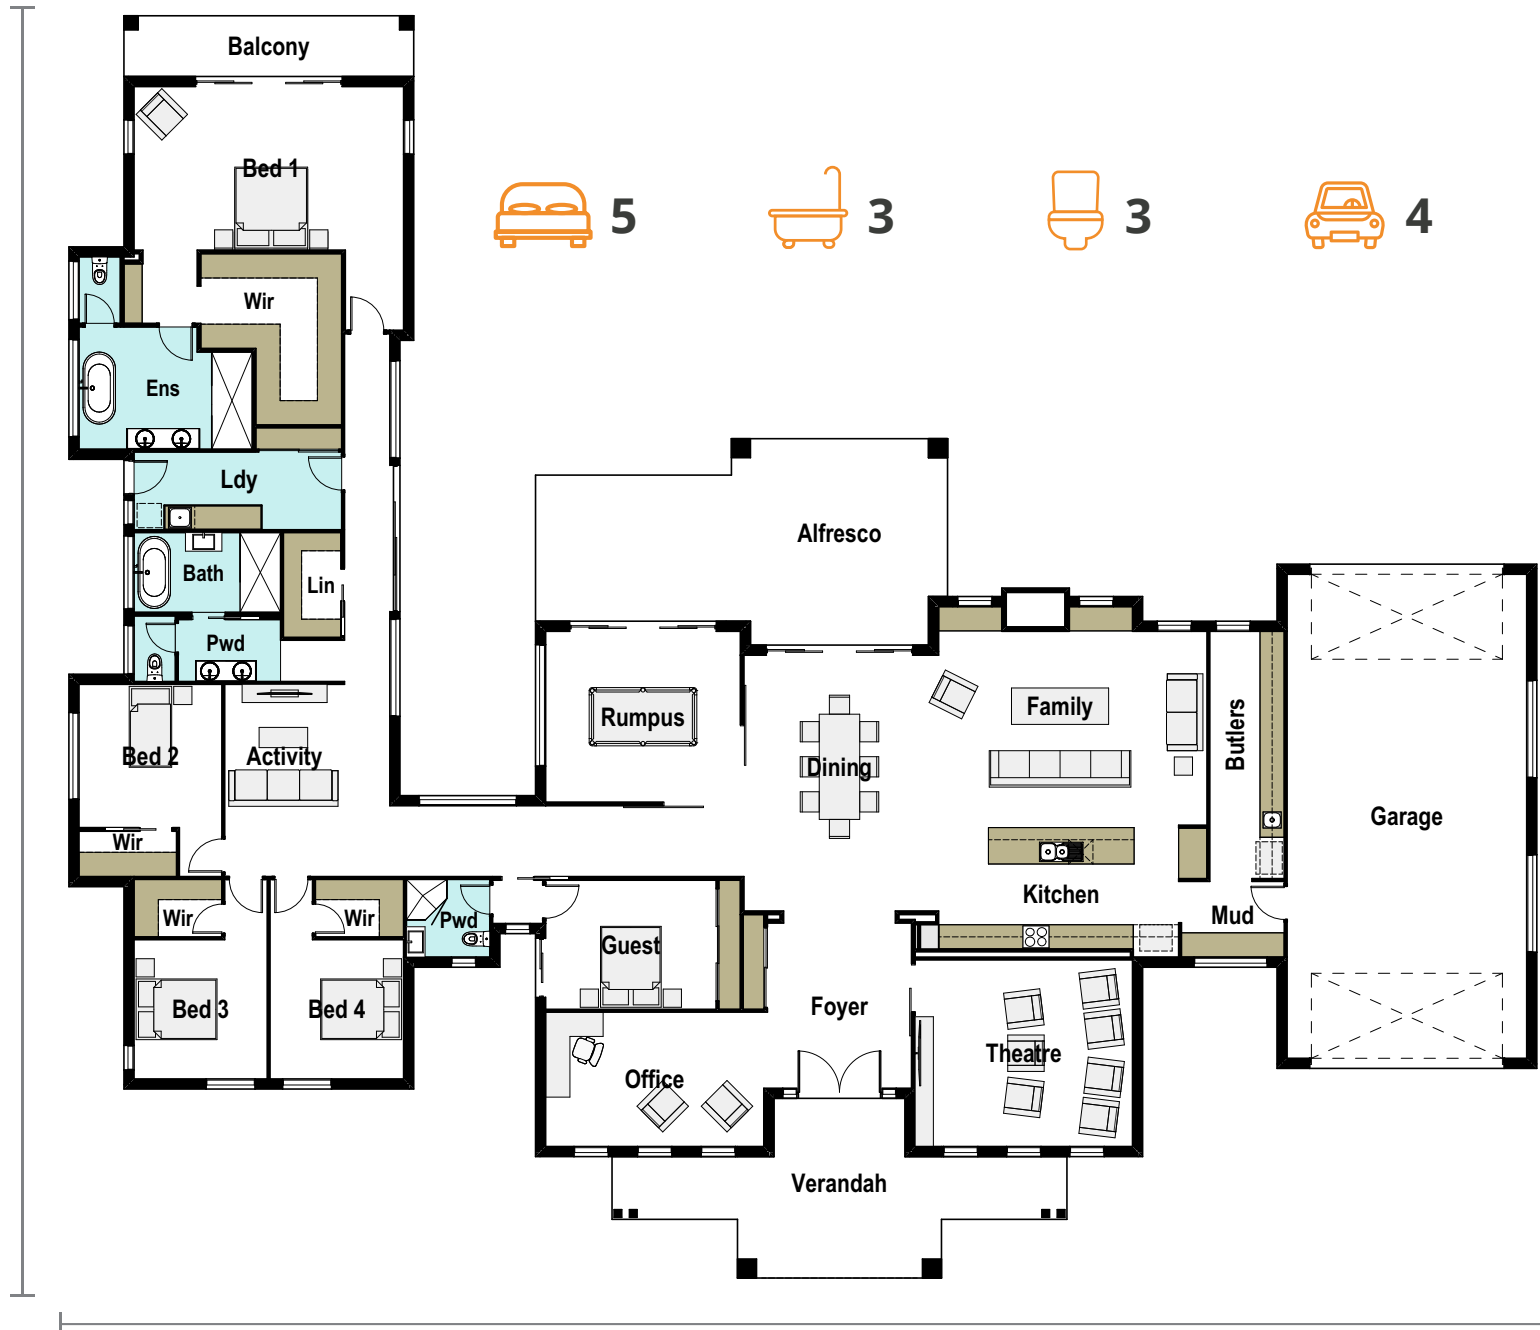 Balcony
Bed 1
5
3
3
4
Wir
Ens
Ldy
Alfresco
Bath
Lin
Pwd
Family
Rumpus
Butlers
Bed 2
Activity
Dining
Garage
Wir
Kitchen
Wir
Wir
Pwd
Mud
Guest
Bed 3
Bed 4
Foyer
Theatre
Office
Verandah